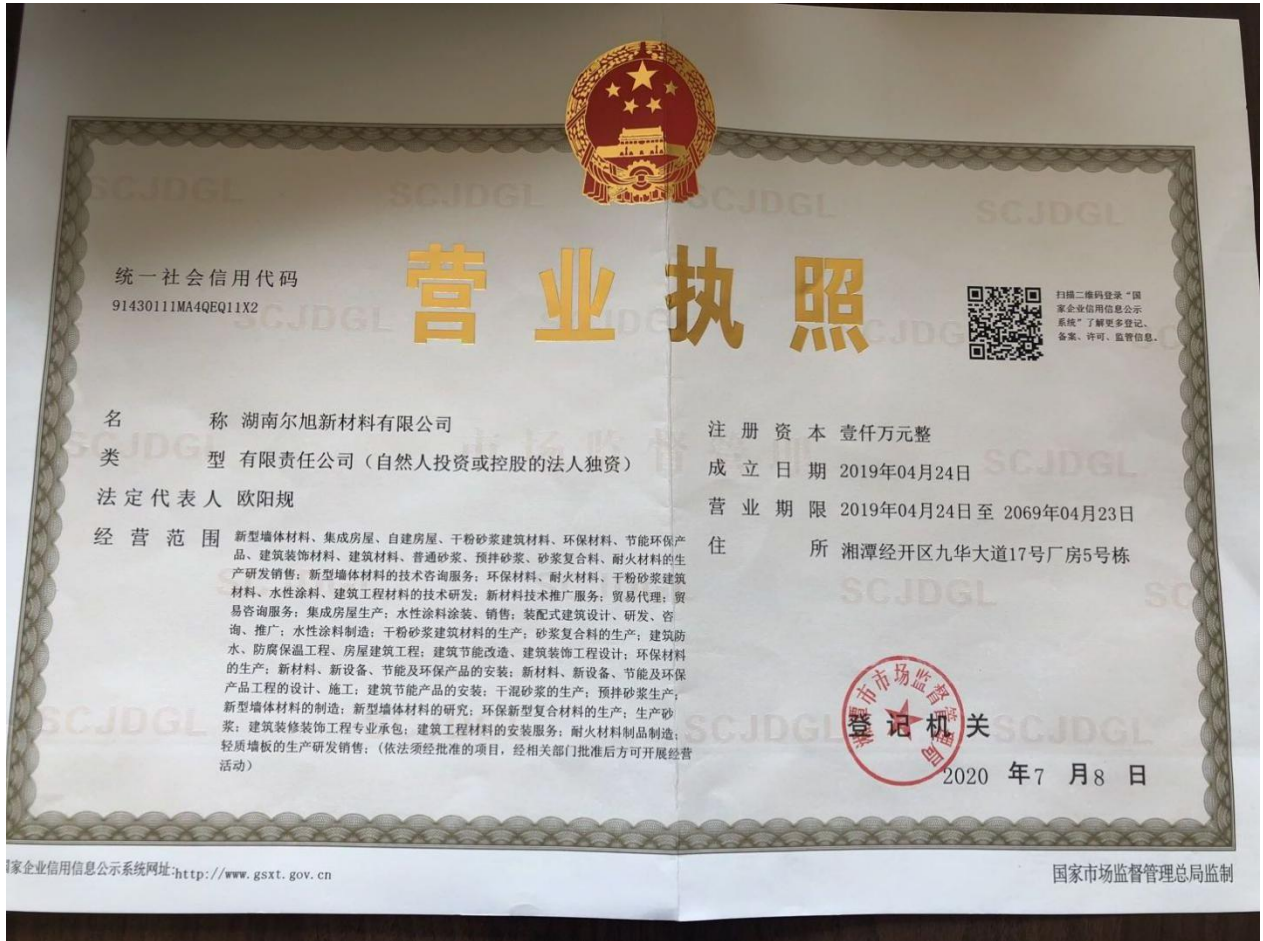 营业执照
统一社会信用代码
91430111MA4QEQ11X2
扫描二维码登录“国
家企业信用信息公示
系统”了解更多登记、
备案、许可、监管信息.
名 称 湖南尔旭新材料有限公司
类 型 有限责任公司（自然人投资或控股的法人独资）
法定代表人 欧阳规
经营范围 新型墙体材料、集成房屋、自建房屋、干粉砂浆建筑材料、环保材料、节能环保产
品、建筑装饰材料、建筑材料、普通砂浆、预拌砂浆、砂浆复合料、耐火材料的生
产研发销售；新型墙体材料的技术咨询服务；环保材料、耐火材料、干粉砂浆建筑
材料、水性涂料、建筑工程材料的技术研发；新材料技术推广服务；贸易代理；贸
易咨询服务；集成房屋生产；水性涂料涂装、销售；装配式建筑设计、研发、咨
询、推广；水性涂料制造；干粉砂浆建筑材料的生产；砂浆复合料的生产；建筑防
水、防腐保温工程、房屋建筑工程；建筑节能改造、建筑装饰工程设计；环保材料
的生产；新材料、新设备、节能及环保产品的安装；新材料、新设备、节能及环保
产品工程的设计、施工；建筑节能产品的安装；干混砂浆的生产；预拌砂浆生产；
新型墙体材料的制造；新型墙体材料的研究；环保新型复合材料的生产；生产砂
浆；建筑装修装饰工程专业承包；建筑工程材料的安装服务；耐火材料制品制造；
轻质墙板的生产研发销售；（依法须经批准的项目，经相关部门批准后方可开展经营
活动）
注册资本 壹仟万元整
成立日期 2019年04月24日
营业期限 2019年04月24日至 2069年04月23日
住 所 湘潭经开区九华大道17号厂房5号栋
湘潭市市场监督管理局
登记机关
2020 年7 月8 日
国家企业信用信息公示系统网址:http://www.gsxt.gov.cn
国家市场监督管理总局监制